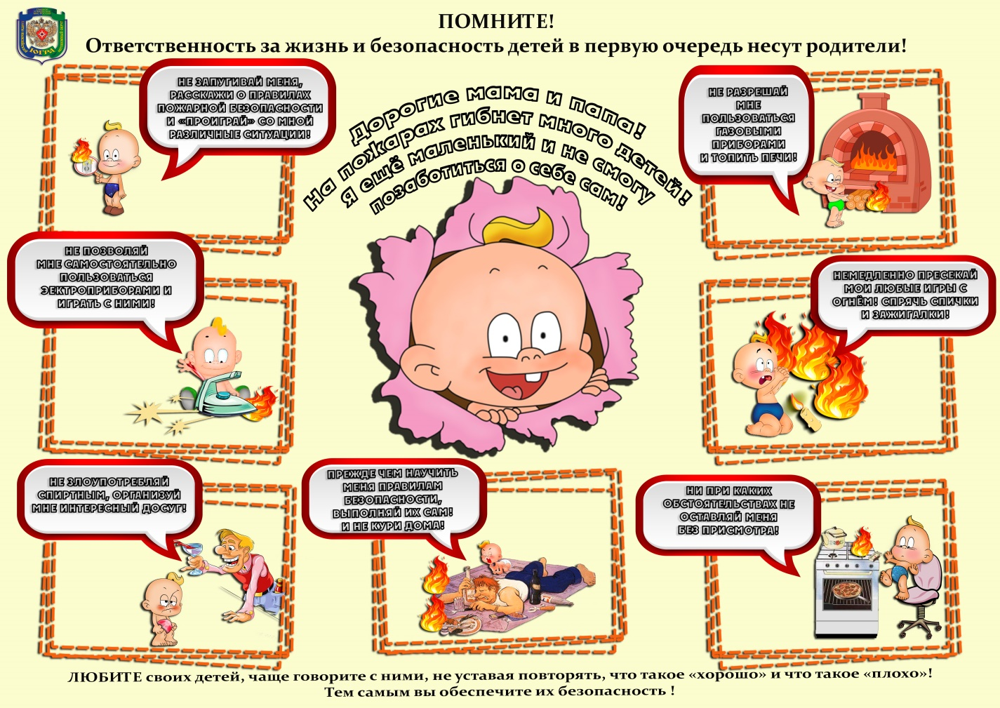 ПОМНИТЕ!
Ответственность за жизнь и безопасность детей в первую очередь несут родители!
ЮГРА
НЕ ЗАПУГИВАЙ МЕНЯ,
РАССКАЖИ О ПРАВИЛАХ
ПОЖАРНОЙ БЕЗОПАСНОСТИ
И «ПРОИГРАЙ» СО МНОЙ
РАЗЛИЧНЫЕ СИТУАЦИИ!
Дорогие мама и папа!
На пожарах гибнет много детей!
Я ещё маленький и не смогу
позаботиться о себе сам!
НЕ РАЗРЕШАЙ
МНЕ
ПОЛЬЗОВАТЬСЯ
ГАЗОВЫМИ
ПРИБОРАМИ
И ТОПИТЬ ПЕЧИ!
НЕ ПОЗВОЛЯЙ
МНЕ САМОСТОЯТЕЛЬНО
ПОЛЬЗОВАТЬСЯ
ЭЕКТРОПРИБОРАМИ И
ИГРАТЬ С НИМИ!
НЕМЕДЛЕННО ПРЕСЕКАЙ
МОИ ЛЮБЫЕ ИГРЫ С
ОГНЁМ! СПРЯЧЬ СПИЧКИ
И ЗАЖИГАЛКИ!
НЕ ЗЛОУПОТРЕБЛЯЙ
СПИРТНЫМ, ОРГАНИЗУЙ
МНЕ ИНТЕРЕСНЫЙ ДОСУГ!
ПРЕЖДЕ ЧЕМ НАУЧИТЬ
МЕНЯ ПРАВИЛАМ
БЕЗОПАСНОСТИ,
ВЫПОЛНЯЙ ИХ САМ!
И НЕ КУРИ ДОМА!
НИ ПРИ КАКИХ
ОБСТОЯТЕЛЬСТВАХ НЕ
ОСТАВЛЯЙ МЕНЯ
БЕЗ ПРИСМОТРА!
ЛЮБИТЕ своих детей, чаще говорите с ними, не уставая повторять, что такое «хорошо» и что такое «плохо»!
Тем самым вы обеспечите их безопасность !